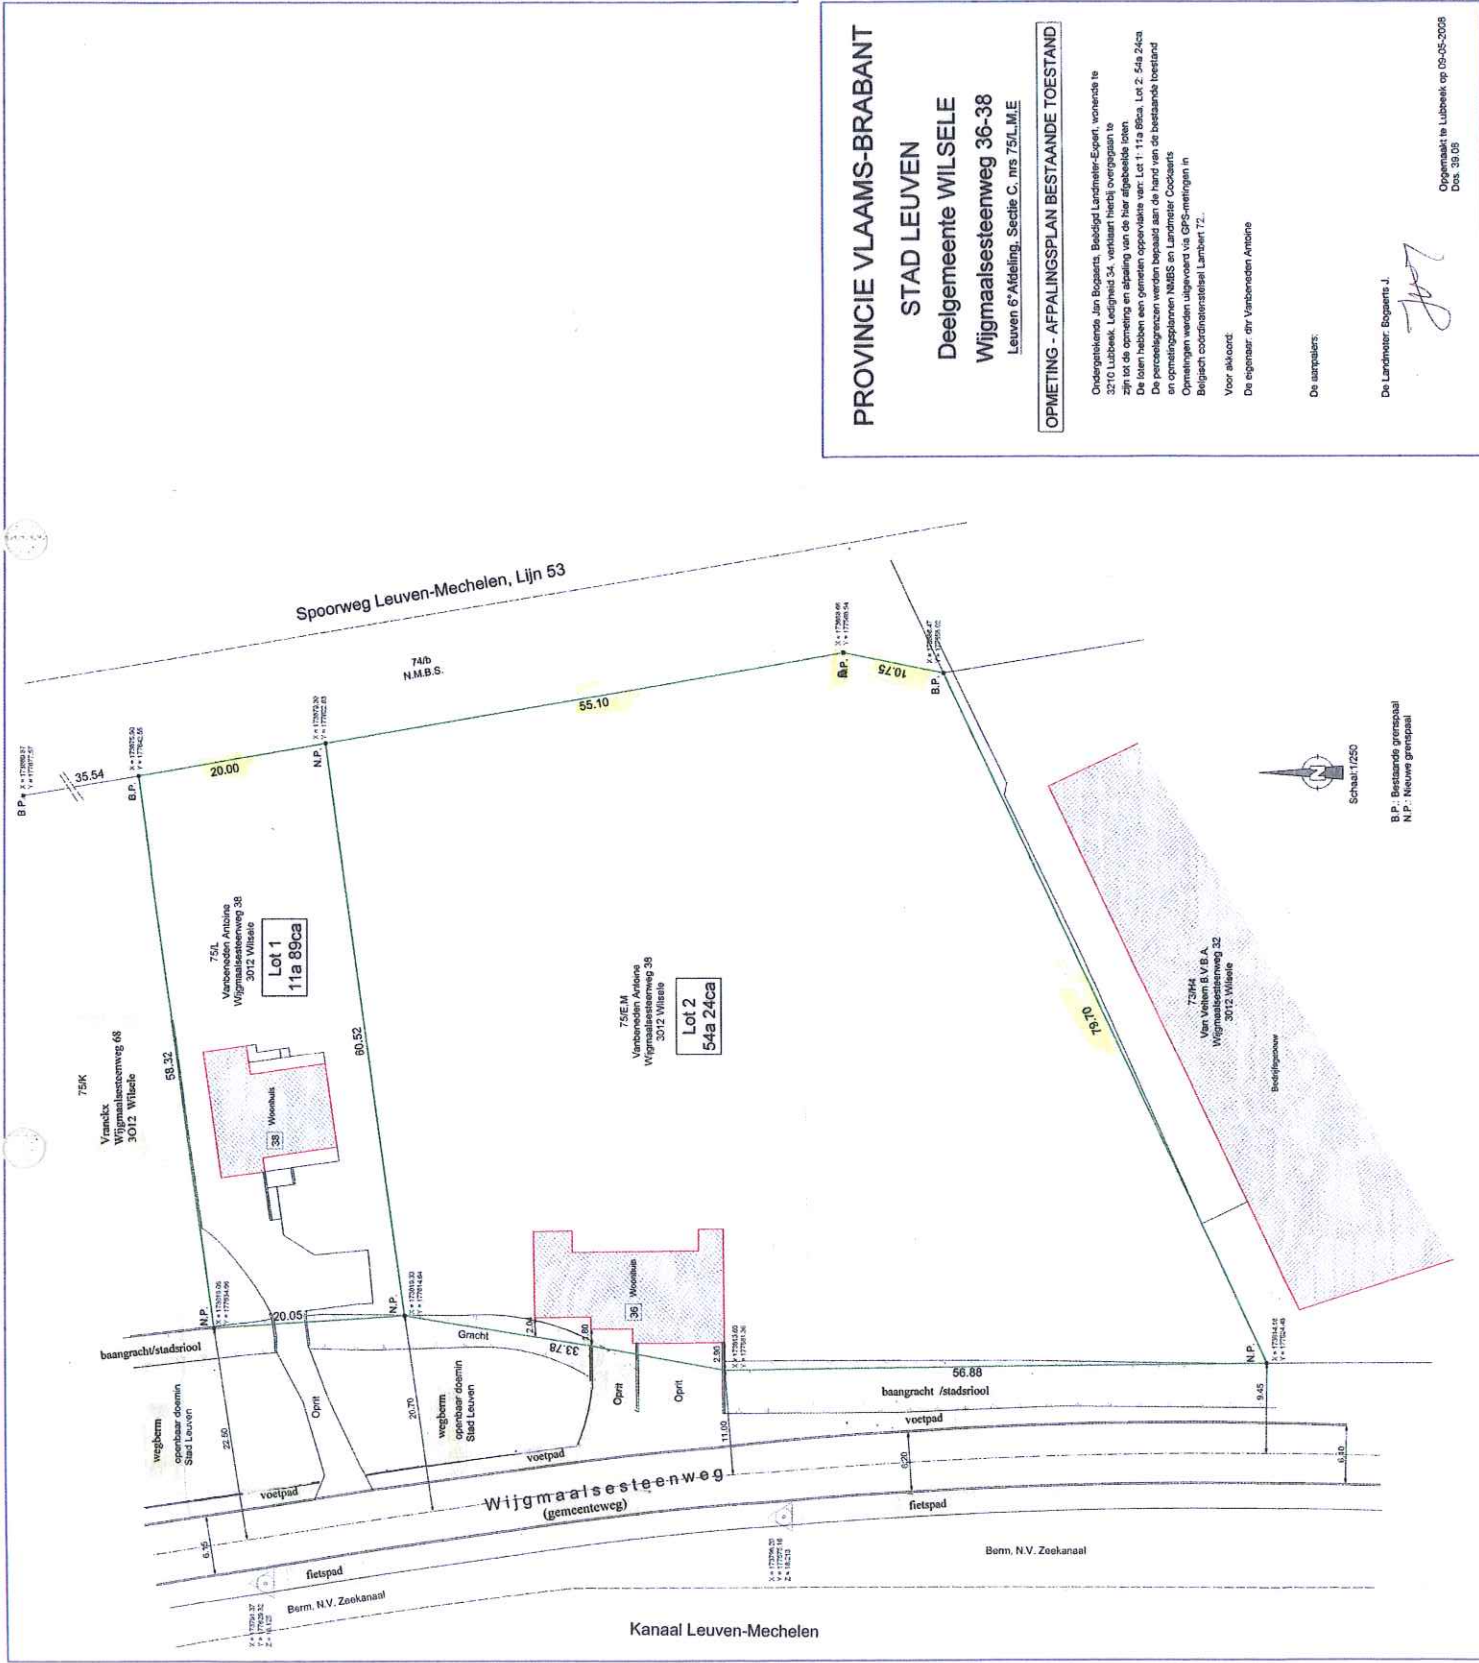 PROVINCIE VLAAMS-BRABANT
STAD LEUVEN
Deelgemeente WILSELE
Wijgmaalsesteenweg 36-38
Leuven 6° Afdeling, Sectie C, nrs 75/L,M,E
OPMETING - AFPALINGSPLAN BESTAANDE TOESTAND
Ondergetekende Jan Bogaerts, Beëdigd Landmeter-Expert, wonende te
3210 Lubbeek, Ledigheid 34, verklaart hierbij overgegaan te
zijn tot de opmeting en afpaling van de hier afgebeelde loten.
De loten hebben een gemeten oppervlakte van: Lot 1: 11a 89ca, Lot 2: 54a 24ca
De perceelsgrenzen werden bepaald aan de hand van de bestaande toestand
en opmetingsplannen NMBS en Landmeter Cockaerts
Opmetingen werden uitgevoerd via GPS-metingen in
Belgisch coördinatenstelsel Lambert 72.
Voor akkoord:
De eigenaar: dhr Vanbeneden Antoine
De aanpalers:
De Landmeter: Bogaerts J.
Opgemaakt te Lubbeek op 09-05-2008
Dos. 39.08
Spoorweg Leuven-Mechelen, Lijn 53
74/b
N.M.B.S.
B.P.
35.54
B.P.
20.00
N.P.
55.10
B.P.
10.75
B.P.
79.70
58.32
60.52
75/K
Vranckx
Wijgmaalsesteenweg 68
3012 Wilsele
75/L
Vanbeneden Antoine
Wijgmaalsesteenweg 38
3012 Wilsele
Lot 1
11a 89ca
38
Woonhuis
75/E,M
Vanbeneden Antoine
Wijgmaalsesteenweg 38
3012 Wilsele
Lot 2
54a 24ca
36
Woonhuis
73/H4
Van Veltem B.V.B.A.
Wijgmaalsesteenweg 32
3012 Wilsele
Bedrijfsgebouw
N
Schaal:1/250
B.P.: Bestaande grenspaal
N.P.: Nieuwe grenspaal
N.P.
20.05
N.P.
Gracht
33.78
2.90
56.88
N.P.
9.45
baangracht/stadsriool
wegberm
openbaar doemin
Stad Leuven
22.50
Oprit
20.70
wegberm
openbaar doemin
Stad Leuven
Oprit
Oprit
11.00
baangracht /stadsriool
voetpad
voetpad
voetpad
Wijgmaalsesteenweg
(gemeenteweg)
6.20
fietspad
fietspad
Berm, N.V. Zeekanaal
Berm, N.V. Zeekanaal
Kanaal Leuven-Mechelen